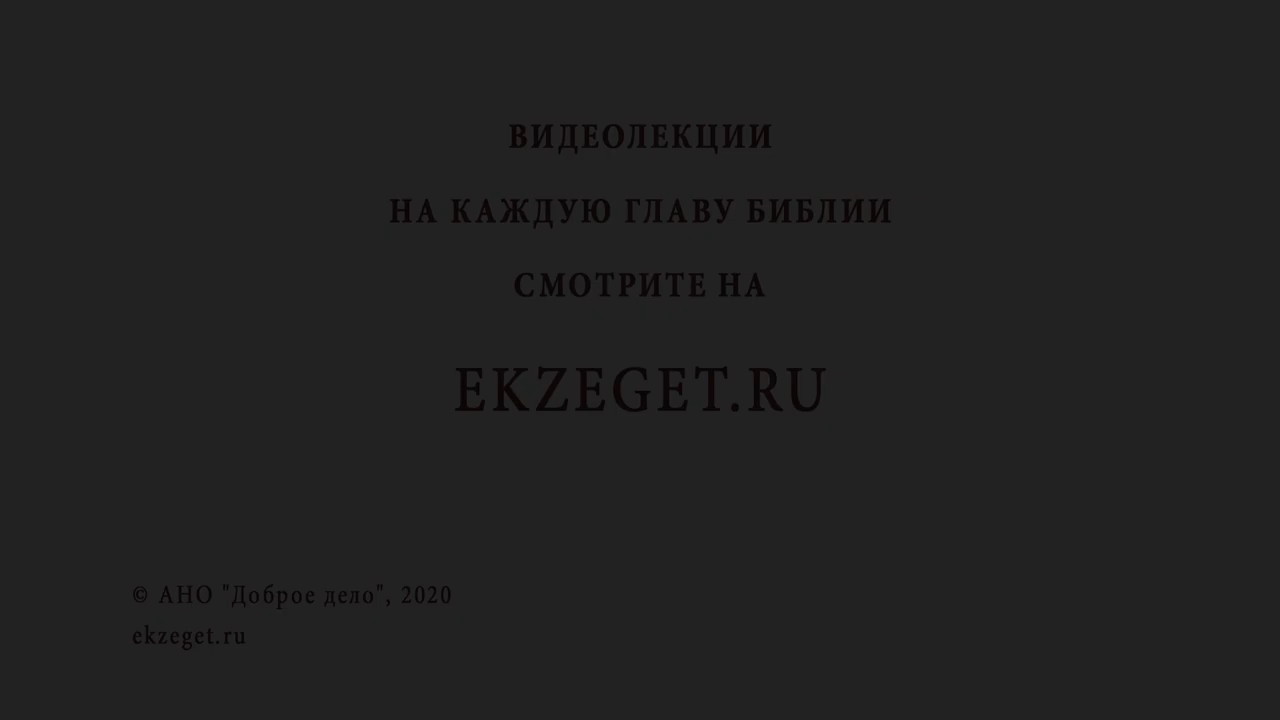 ВИДЕОЛЕКЦИИ
НА КАЖДУЮ ГЛАВУ БИБЛИИ
СМОТРИТЕ НА
EKZEGET.RU
© АНО "Доброе дело", 2020
ekzeget.ru